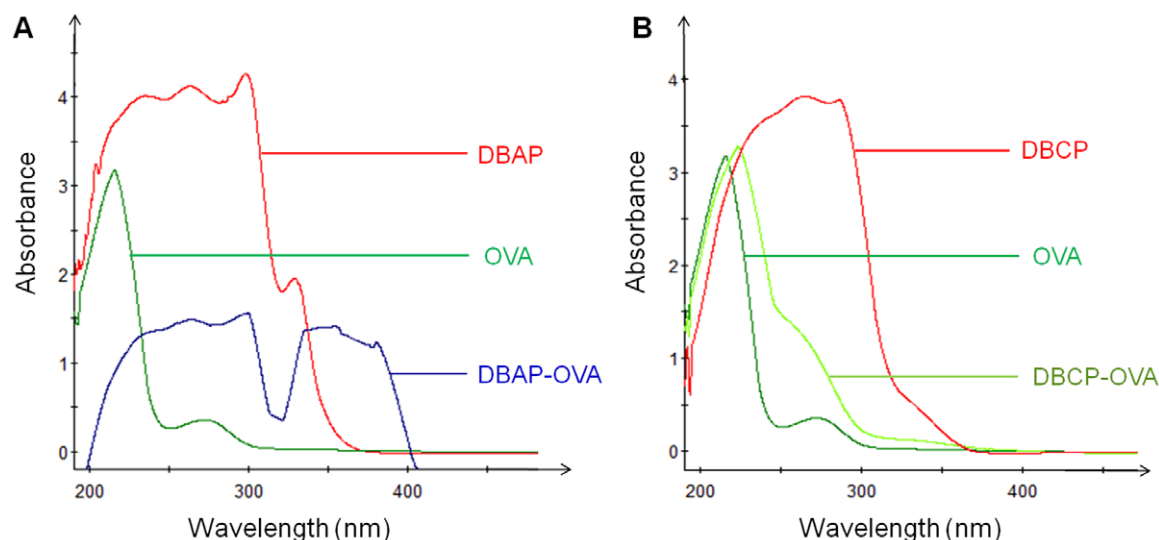 A
4
3
2
1
0
Absorbance
200
300
400
Wavelength (nm)
DBAP
OVA
DBAP-OVA
B
4
3
2
1
0
Absorbance
200
300
400
Wavelength (nm)
DBCP
OVA
DBCP-OVA